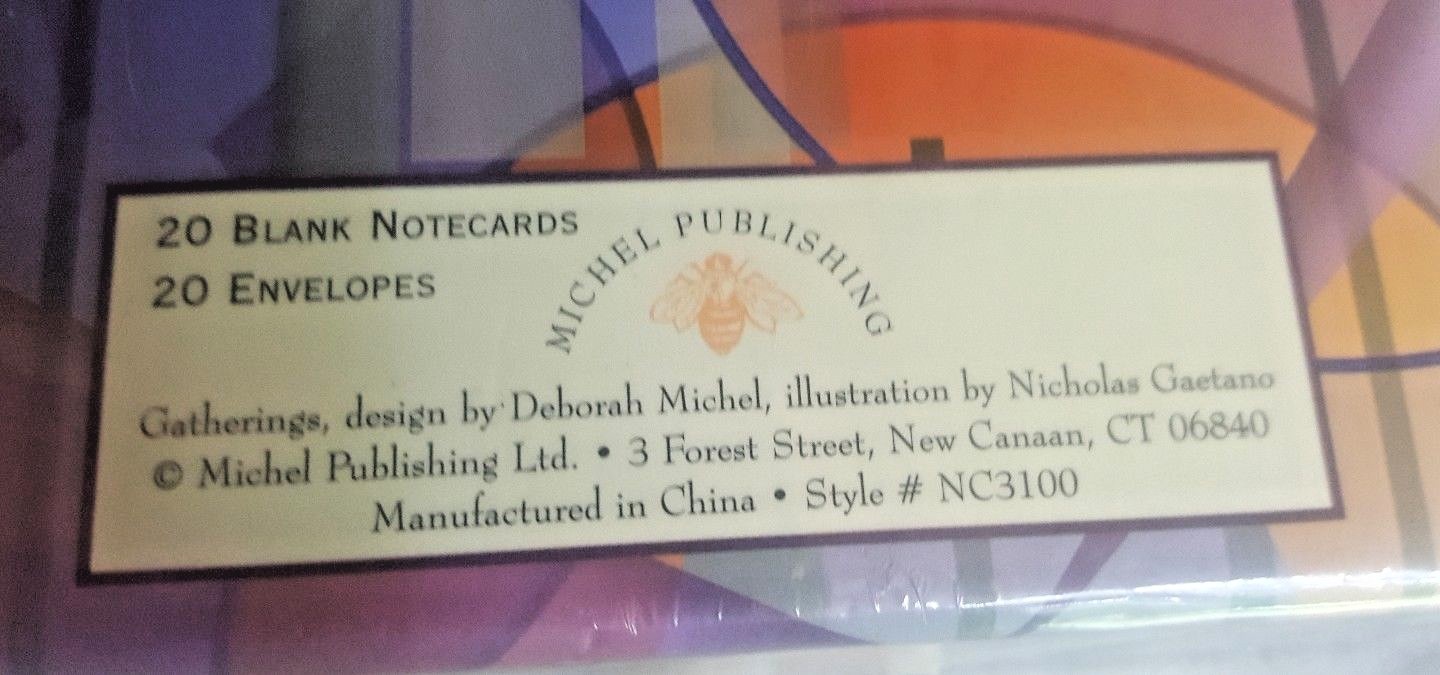 20 BLANK NOTECARDS
20 ENVELOPES
MICHEL PUBLISHING
Gatherings, design by Deborah Michel, illustration by Nicholas Gaetano
© Michel Publishing Ltd. • 3 Forest Street, New Canaan, CT 06840
Manufactured in China • Style # NC3100